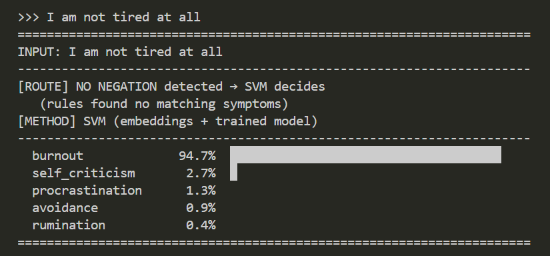 >>> I am not tired at all
======================================================================
INPUT: I am not tired at all
----------------------------------------------------------------------
[ROUTE] NO NEGATION detected → SVM decides
(rules found no matching symptoms)
[METHOD] SVM (embeddings + trained model)
----------------------------------------------------------------------
burnout 94.7%
self_criticism 2.7%
procrastination 1.3%
avoidance 0.9%
rumination 0.4%
======================================================================